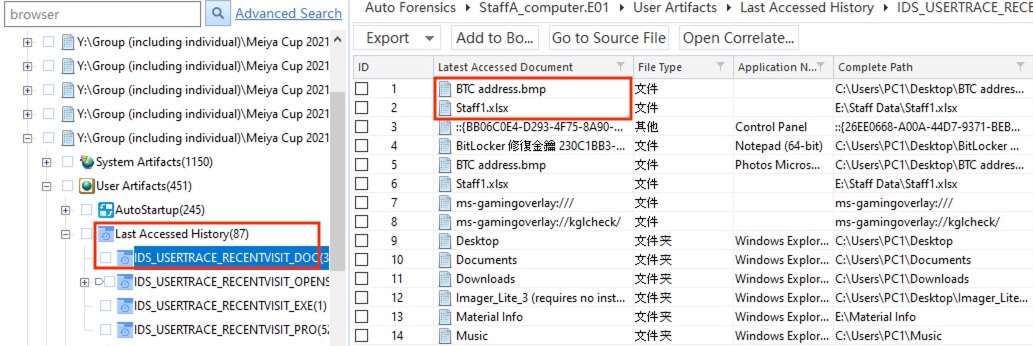 browser
Advanced Search
Y:\Group (including individual)\Meiya Cup 2021
Y:\Group (including individual)\Meiya Cup 2021
Y:\Group (including individual)\Meiya Cup 2021
Y:\Group (including individual)\Meiya Cup 2021
Y:\Group (including individual)\Meiya Cup 2021
System Artifacts(1150)
User Artifacts(451)
AutoStartup(245)
Last Accessed History(87)
IDS_USERTRACE_RECENTVISIT_DOC(3
IDS_USERTRACE_RECENTVISIT_OPENS
IDS_USERTRACE_RECENTVISIT_EXE(1)
IDS_USERTRACE_RECENTVISIT_PRO(52
Auto Forensics StaffA_computer.E01 User Artifacts Last Accessed History IDS_USERTRACE_RECE
Export Add to Bo... Go to Source File Open Correlate...
ID Latest Accessed Document File Type Application N... Complete Path
1 BTC address.bmp 文件 C:\Users\PC1\Desktop\BTC addres...
2 Staff1.xlsx 文件 E:\Staff Data\Staff1.xlsx
3 ::{BB06C0E4-D293-4F75-8A90-... 其他 Control Panel ::{26EE0668-A00A-44D7-9371-BEB...
4 BitLocker 修復金鑰 230C1BB3-... 文件 Notepad (64-bit) C:\Users\PC1\Desktop\BitLocker ...
5 BTC address.bmp 文件 Photos Micros... C:\Users\PC1\Desktop\BTC addres...
6 Staff1.xlsx 文件 E:\Staff Data\Staff1.xlsx
7 ms-gamingoverlay:/// 文件 ms-gamingoverlay:///
8 ms-gamingoverlay://kglcheck/ 文件 ms-gamingoverlay://kglcheck/
9 Desktop 文件夹 Windows Explor... C:\Users\PC1\Desktop
10 Documents 文件夹 Windows Explor... C:\Users\PC1\Documents
11 Downloads 文件夹 Windows Explor... C:\Users\PC1\Downloads
12 Imager_Lite_3 (requires no inst... 文件夹 Windows Explor... C:\Users\PC1\Desktop\Imager_Lite...
13 Material Info 文件夹 Windows Explor... E:\Material Info
14 Music 文件夹 Windows Explor... C:\Users\PC1\Music